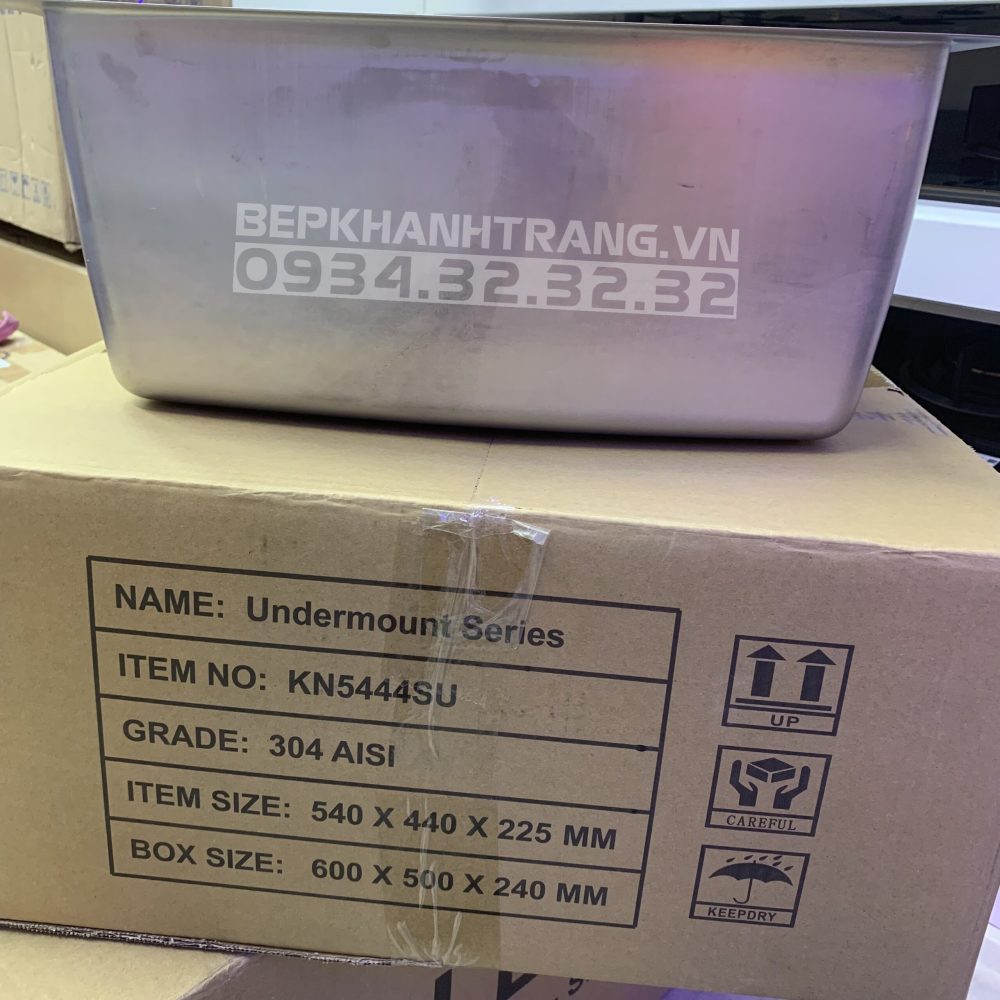 BEPKHANHTRANG.VN
0934.32.32.32
NAME: Undermount Series
ITEM NO: KN5444SU
GRADE: 304 AISI
ITEM SIZE: 540 X 440 X 225 MM
BOX SIZE: 600 X 500 X 240 MM
UP
CAREFUL
KEEPDRY